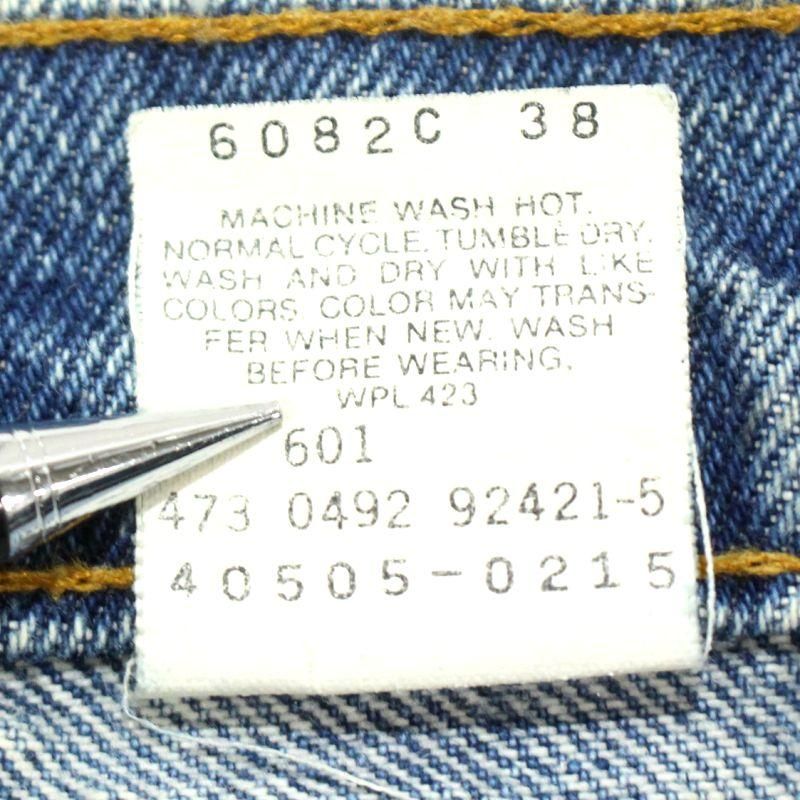 6082C 38
MACHINE WASH HOT.
NORMAL CYCLE. TUMBLE DRY.
WASH AND DRY WITH LIKE
COLORS. COLOR MAY TRANS-
FER WHEN NEW. WASH
BEFORE WEARING.
WPL 423
601
473 0492 92421-5
40505-0215